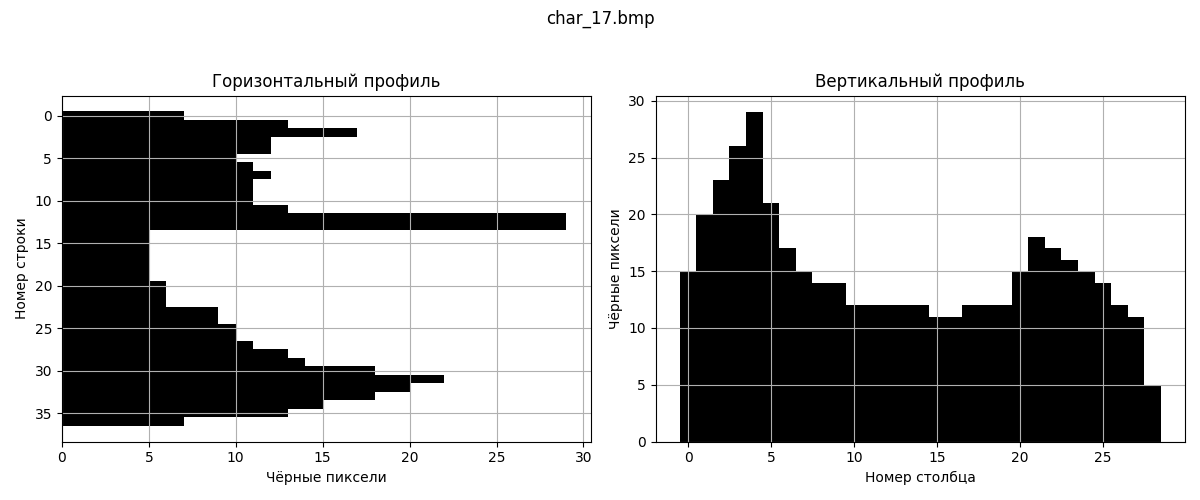 char_17.bmp
Горизонтальный профиль
Номер строки
0
5
10
15
20
25
30
35
0 5 10 15 20 25 30
Чёрные пиксели
Вертикальный профиль
Чёрные пиксели
30
25
20
15
10
5
0
0 5 10 15 20 25
Номер столбца